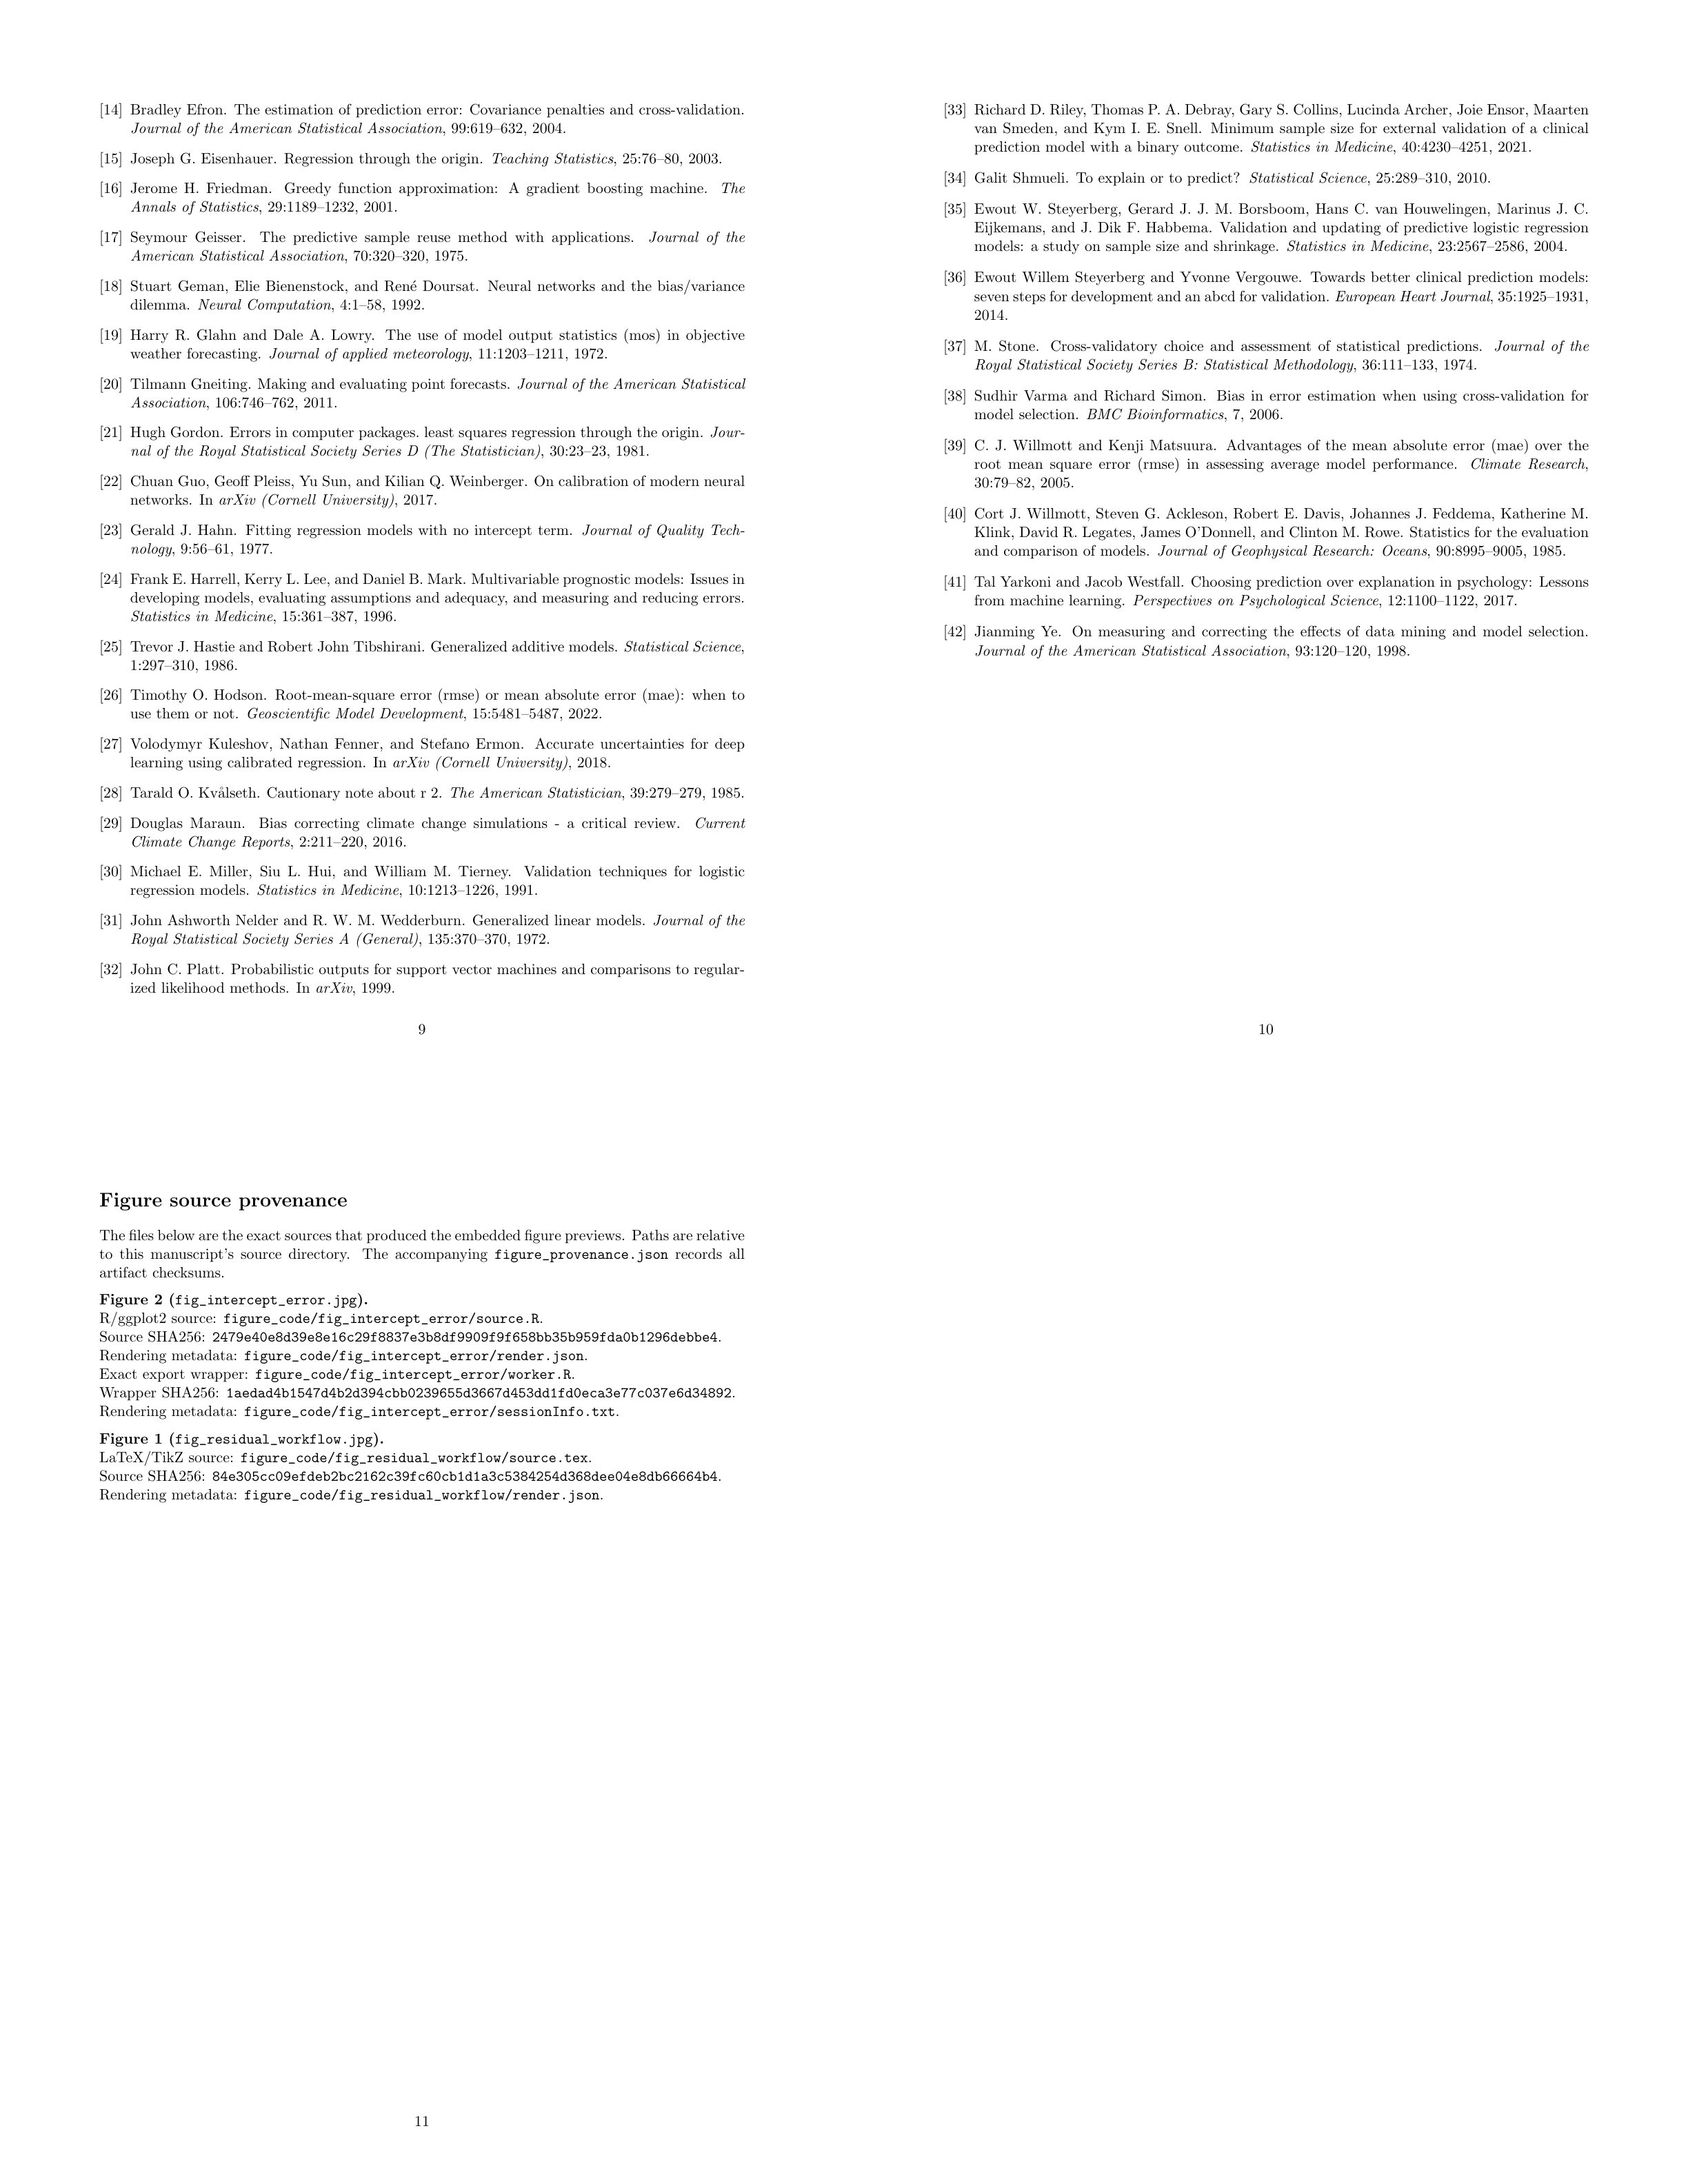 [14] Bradley Efron. The estimation of prediction error: Covariance penalties and cross-validation.
Journal of the American Statistical Association, 99:619–632, 2004.
[15] Joseph G. Eisenhauer. Regression through the origin. Teaching Statistics, 25:76–80, 2003.
[16] Jerome H. Friedman. Greedy function approximation: A gradient boosting machine. The
Annals of Statistics, 29:1189–1232, 2001.
[17] Seymour Geisser. The predictive sample reuse method with applications. Journal of the
American Statistical Association, 70:320–320, 1975.
[18] Stuart Geman, Elie Bienenstock, and René Doursat. Neural networks and the bias/variance
dilemma. Neural Computation, 4:1–58, 1992.
[19] Harry R. Glahn and Dale A. Lowry. The use of model output statistics (mos) in objective
weather forecasting. Journal of applied meteorology, 11:1203–1211, 1972.
[20] Tilmann Gneiting. Making and evaluating point forecasts. Journal of the American Statistical
Association, 106:746–762, 2011.
[21] Hugh Gordon. Errors in computer packages. least squares regression through the origin. Jour-
nal of the Royal Statistical Society Series D (The Statistician), 30:23–23, 1981.
[22] Chuan Guo, Geoff Pleiss, Yu Sun, and Kilian Q. Weinberger. On calibration of modern neural
networks. In arXiv (Cornell University), 2017.
[23] Gerald J. Hahn. Fitting regression models with no intercept term. Journal of Quality Tech-
nology, 9:56–61, 1977.
[24] Frank E. Harrell, Kerry L. Lee, and Daniel B. Mark. Multivariable prognostic models: Issues in
developing models, evaluating assumptions and adequacy, and measuring and reducing errors.
Statistics in Medicine, 15:361–387, 1996.
[25] Trevor J. Hastie and Robert John Tibshirani. Generalized additive models. Statistical Science,
1:297–310, 1986.
[26] Timothy O. Hodson. Root-mean-square error (rmse) or mean absolute error (mae): when to
use them or not. Geoscientific Model Development, 15:5481–5487, 2022.
[27] Volodymyr Kuleshov, Nathan Fenner, and Stefano Ermon. Accurate uncertainties for deep
learning using calibrated regression. In arXiv (Cornell University), 2018.
[28] Tarald O. Kvålseth. Cautionary note about r 2. The American Statistician, 39:279–279, 1985.
[29] Douglas Maraun. Bias correcting climate change simulations - a critical review. Current
Climate Change Reports, 2:211–220, 2016.
[30] Michael E. Miller, Siu L. Hui, and William M. Tierney. Validation techniques for logistic
regression models. Statistics in Medicine, 10:1213–1226, 1991.
[31] John Ashworth Nelder and R. W. M. Wedderburn. Generalized linear models. Journal of the
Royal Statistical Society Series A (General), 135:370–370, 1972.
[32] John C. Platt. Probabilistic outputs for support vector machines and comparisons to regular-
ized likelihood methods. In arXiv, 1999.
9
[33] Richard D. Riley, Thomas P. A. Debray, Gary S. Collins, Lucinda Archer, Joie Ensor, Maarten
van Smeden, and Kym I. E. Snell. Minimum sample size for external validation of a clinical
prediction model with a binary outcome. Statistics in Medicine, 40:4230–4251, 2021.
[34] Galit Shmueli. To explain or to predict? Statistical Science, 25:289–310, 2010.
[35] Ewout W. Steyerberg, Gerard J. J. M. Borsboom, Hans C. van Houwelingen, Marinus J. C.
Eijkemans, and J. Dik F. Habbema. Validation and updating of predictive logistic regression
models: a study on sample size and shrinkage. Statistics in Medicine, 23:2567–2586, 2004.
[36] Ewout Willem Steyerberg and Yvonne Vergouwe. Towards better clinical prediction models:
seven steps for development and an abcd for validation. European Heart Journal, 35:1925–1931,
2014.
[37] M. Stone. Cross-validatory choice and assessment of statistical predictions. Journal of the
Royal Statistical Society Series B: Statistical Methodology, 36:111–133, 1974.
[38] Sudhir Varma and Richard Simon. Bias in error estimation when using cross-validation for
model selection. BMC Bioinformatics, 7, 2006.
[39] C. J. Willmott and Kenji Matsuura. Advantages of the mean absolute error (mae) over the
root mean square error (rmse) in assessing average model performance. Climate Research,
30:79–82, 2005.
[40] Cort J. Willmott, Steven G. Ackleson, Robert E. Davis, Johannes J. Feddema, Katherine M.
Klink, David R. Legates, James O'Donnell, and Clinton M. Rowe. Statistics for the evaluation
and comparison of models. Journal of Geophysical Research: Oceans, 90:8995–9005, 1985.
[41] Tal Yarkoni and Jacob Westfall. Choosing prediction over explanation in psychology: Lessons
from machine learning. Perspectives on Psychological Science, 12:1100–1122, 2017.
[42] Jianming Ye. On measuring and correcting the effects of data mining and model selection.
Journal of the American Statistical Association, 93:120–120, 1998.
10
Figure source provenance
The files below are the exact sources that produced the embedded figure previews. Paths are relative
to this manuscript's source directory. The accompanying figure_provenance.json records all
artifact checksums.
Figure 2 (fig_intercept_error.jpg).
R/ggplot2 source: figure_code/fig_intercept_error/source.R.
Source SHA256: 2479e40e8d39e8e16c29f8837e3b8df9909f9f658bb35b959fda0b1296debbe4.
Rendering metadata: figure_code/fig_intercept_error/render.json.
Exact export wrapper: figure_code/fig_intercept_error/worker.R.
Wrapper SHA256: 1aedad4b1547d4b2d394cbb0239655d3667d453dd1fd0eca3e77c037e6d34892.
Rendering metadata: figure_code/fig_intercept_error/sessionInfo.txt.
Figure 1 (fig_residual_workflow.jpg).
LaTeX/TikZ source: figure_code/fig_residual_workflow/source.tex.
Source SHA256: 84e305cc09efdeb2bc2162c39fc60cb1d1a3c5384254d368dee04e8db66664b4.
Rendering metadata: figure_code/fig_residual_workflow/render.json.
11